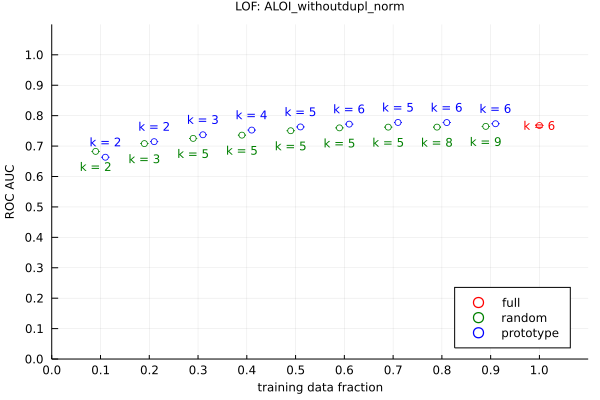 LOF: ALOI_withoutdupl_norm
ROC AUC
1.0
0.9
0.8
0.7
0.6
0.5
0.4
0.3
0.2
0.1
0.0
k = 2
k = 2
k = 3
k = 4
k = 5
k = 6
k = 5
k = 6
k = 6
k = 6
k = 2
k = 3
k = 5
k = 5
k = 5
k = 5
k = 5
k = 8
k = 9
full
random
prototype
0.0
0.1
0.2
0.3
0.4
0.5
0.6
0.7
0.8
0.9
1.0
training data fraction